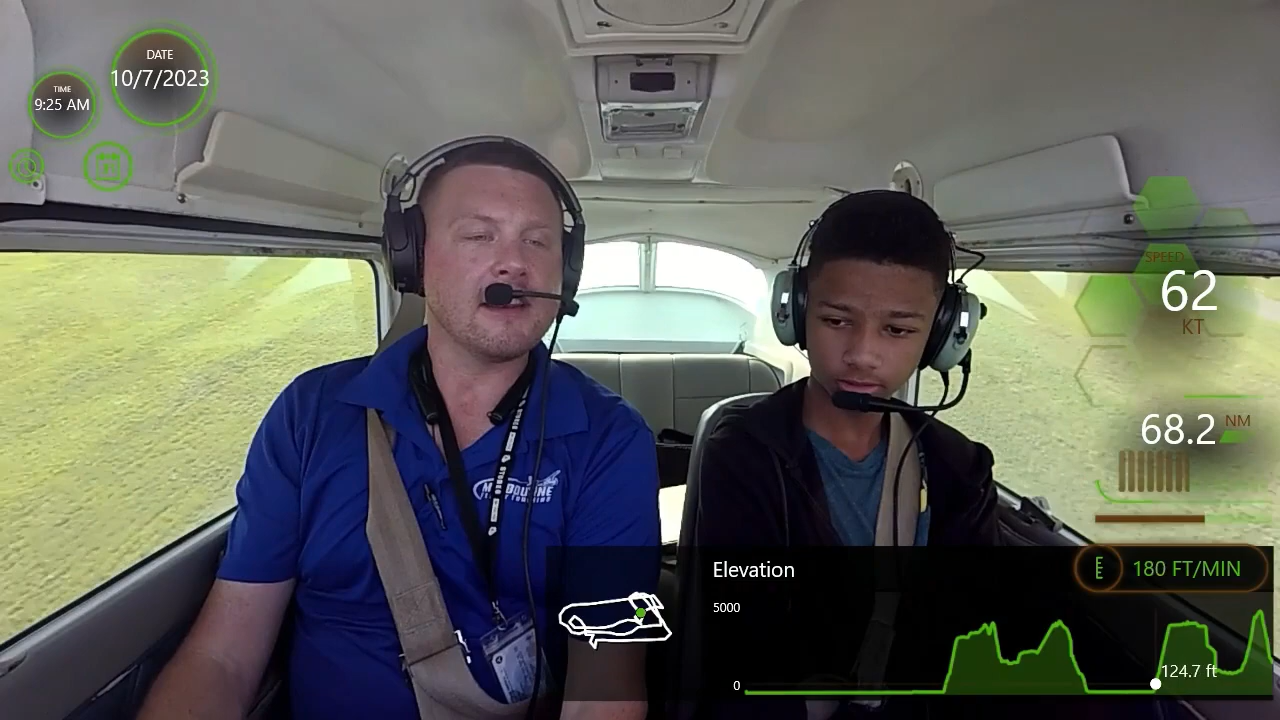 DATE
10/7/2023
TIME
9:25 AM
SPEED
62
KT
68.2 NM
MELBOURNE
Elevation
180 FT/MIN
5000
124.7 ft
0